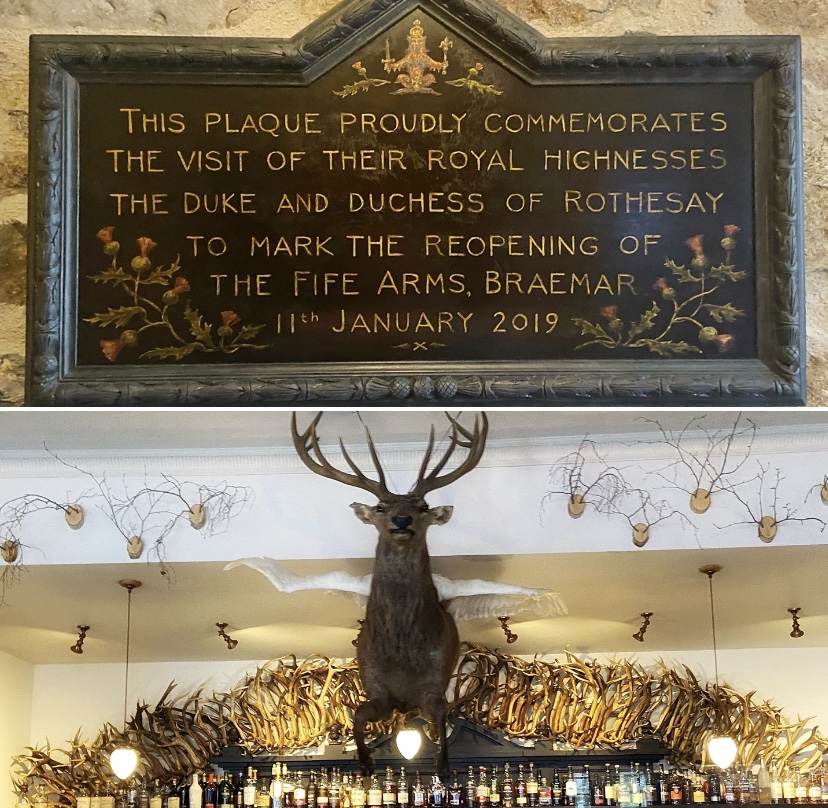 THIS PLAQUE PROUDLY COMMEMORATES
THE VISIT OF THEIR ROYAL HIGHNESSES
THE DUKE AND DUCHESS OF ROTHESAY
TO MARK THE REOPENING OF
THE FIFE ARMS, BRAEMAR
11th JANUARY 2019